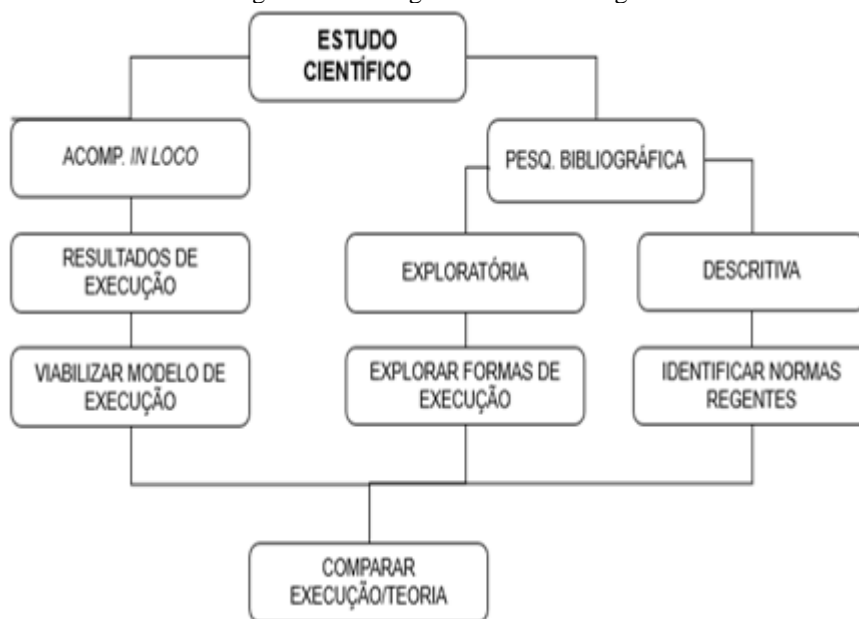 ESTUDO
CIENTÍFICO
ACOMP. IN LOCO
PESQ. BIBLIOGRÁFICA
RESULTADOS DE
EXECUÇÃO
EXPLORATÓRIA
DESCRITIVA
VIABILIZAR MODELO DE
EXECUÇÃO
EXPLORAR FORMAS DE
EXECUÇÃO
IDENTIFICAR NORMAS
REGENTES
COMPARAR
EXECUÇÃO/TEORIA